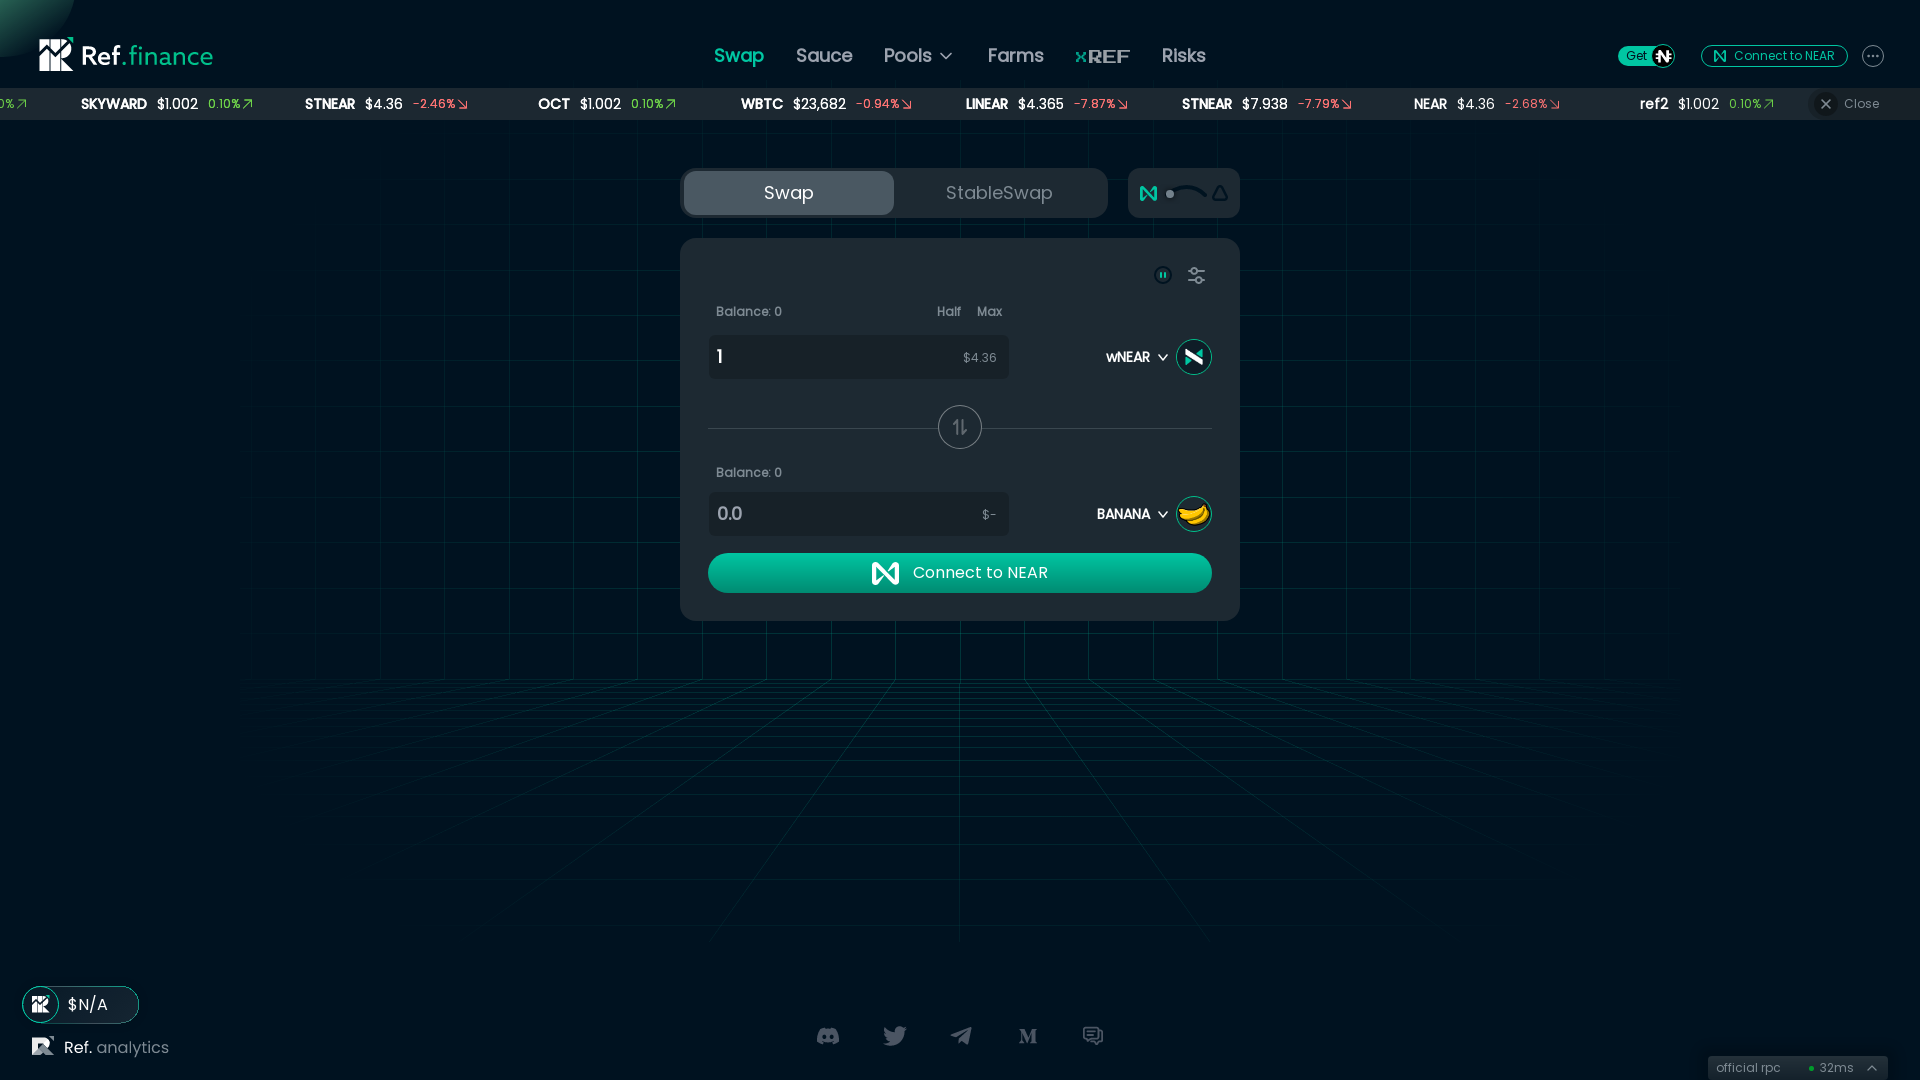 Ref.finance
Swap Sauce Pools Farms xREF Risks
Get
Connect to NEAR
0% SKYWARD $1.002 0.10% STNEAR $4.36 -2.46% OCT $1.002 0.10% WBTC $23,682 -0.94% LINEAR $4.365 -7.87% STNEAR $7.938 -7.79% NEAR $4.36 -2.68% ref2 $1.002 0.10% Close
Swap StableSwap
Balance: 0 Half Max
1 $4.36 wNEAR
Balance: 0
0.0 $- BANANA
Connect to NEAR
$N/A
Ref. analytics
official rpc 32ms